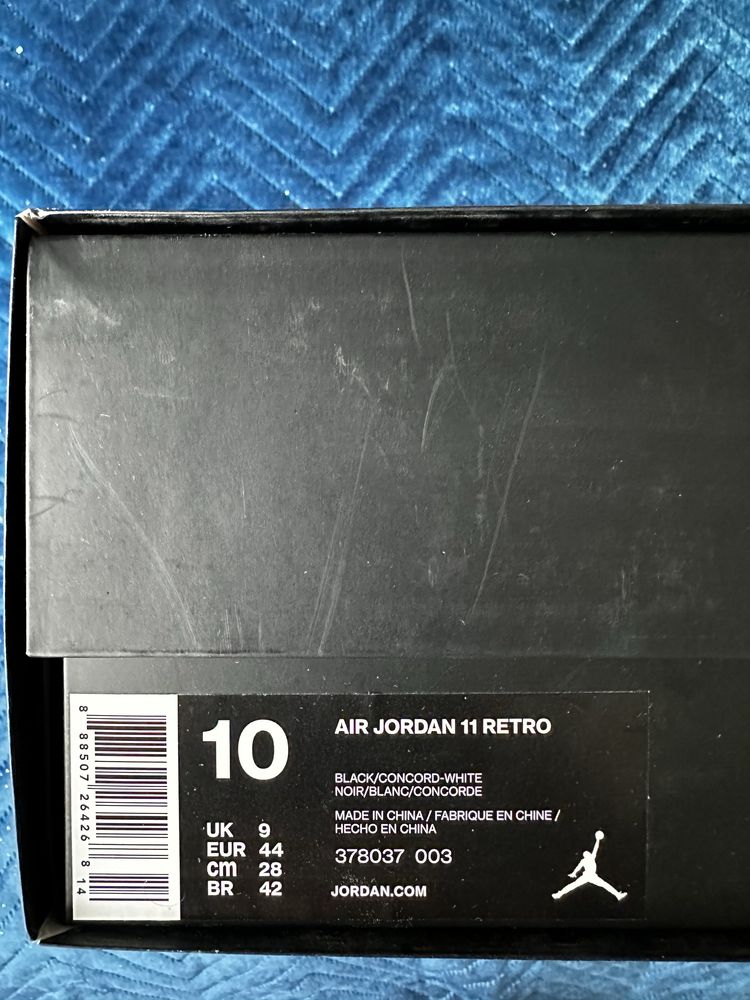 8 88507 26426 8 14
10
UK 9
EUR 44
cm 28
BR 42
AIR JORDAN 11 RETRO
BLACK/CONCORD-WHITE
NOIR/BLANC/CONCORDE
MADE IN CHINA / FABRIQUE EN CHINE /
HECHO EN CHINA
378037 003
JORDAN.COM